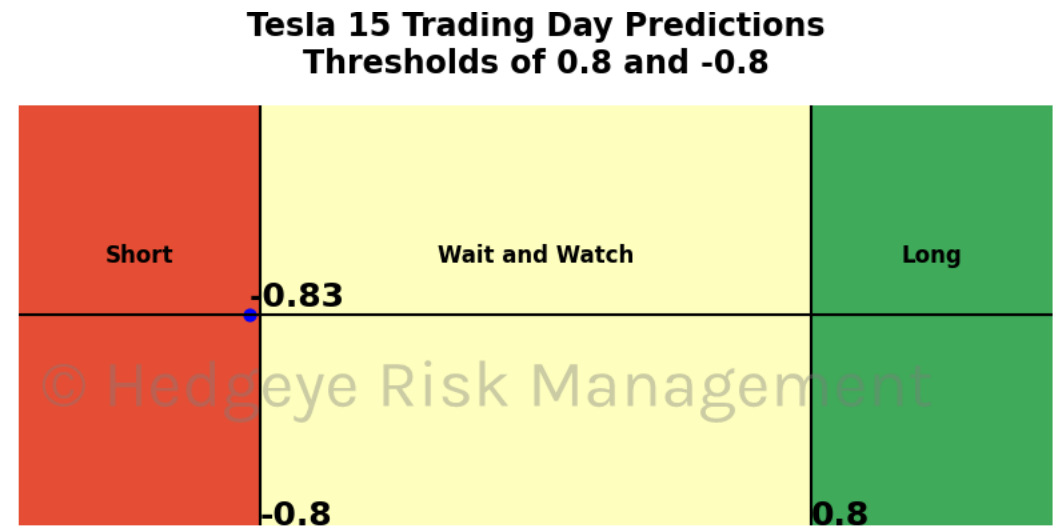 Tesla 15 Trading Day Predictions
Thresholds of 0.8 and -0.8
Short
Wait and Watch
Long
-0.83
© Hedgeye Risk Management
-0.8
0.8